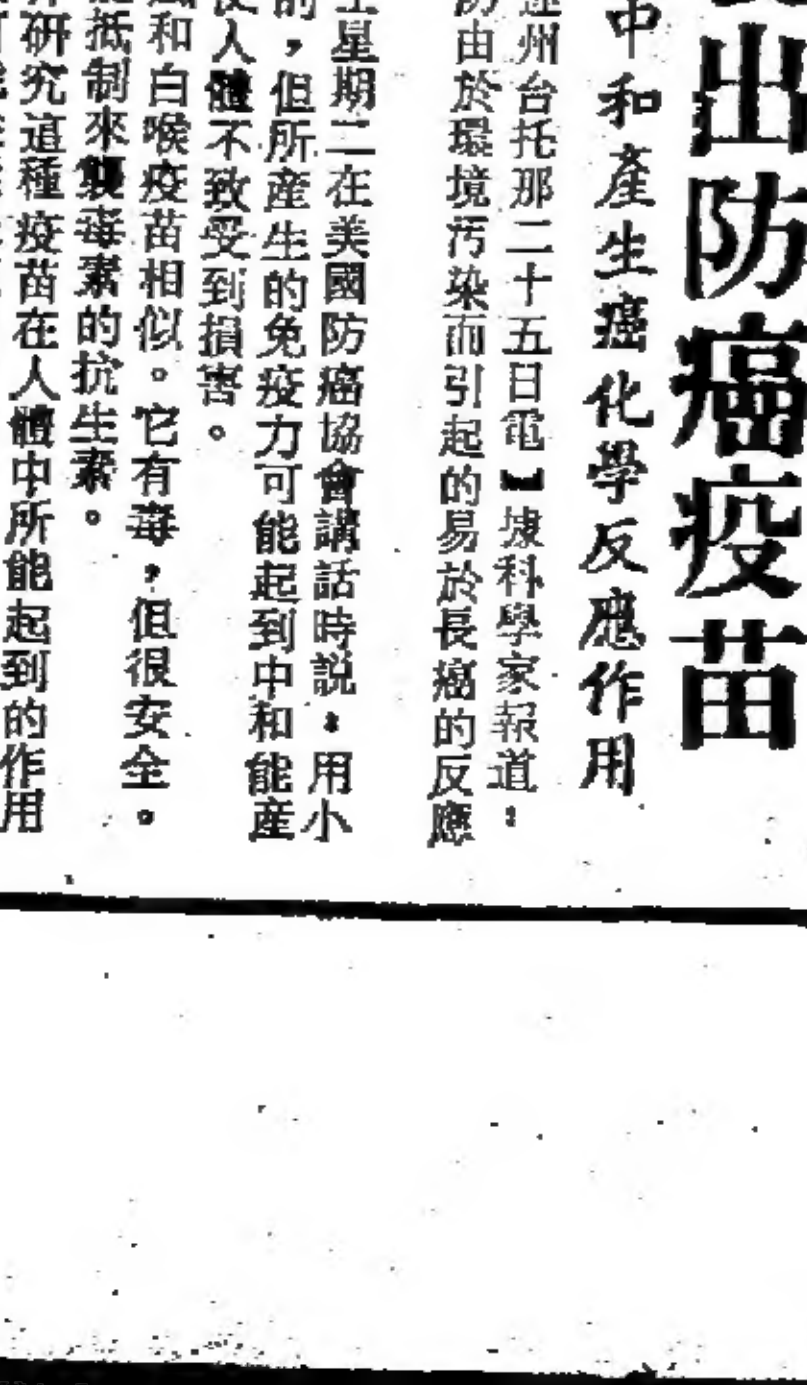 出防癌疫苗
中和產生癌化學反應作用
州台托那二十五日電】據科學家報道，
由於環境污染而引起的易於長癌的反應
星期二在美國防癌協會講話時説，用小
，但所產生的免疫力可能起到中和能產
人體不致受到損害。
和白喉疫苗相似。它有毒，但很安全。
抵制來襲毒素的抗生素。
研究這種疫苗在人體中所能起到的作用